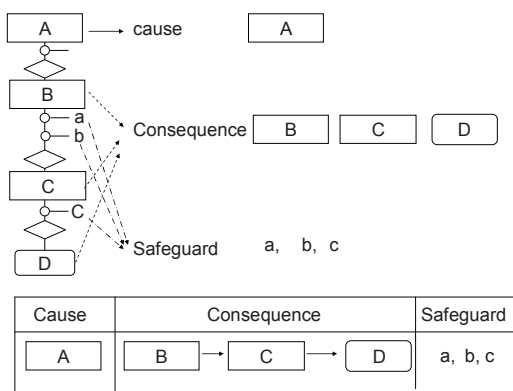 A
cause
A
B
a
b
Consequence
B
C
D
C
C
D
Safeguard
a, b, c
Cause
Consequence
Safeguard
A
B
C
D
a, b, c